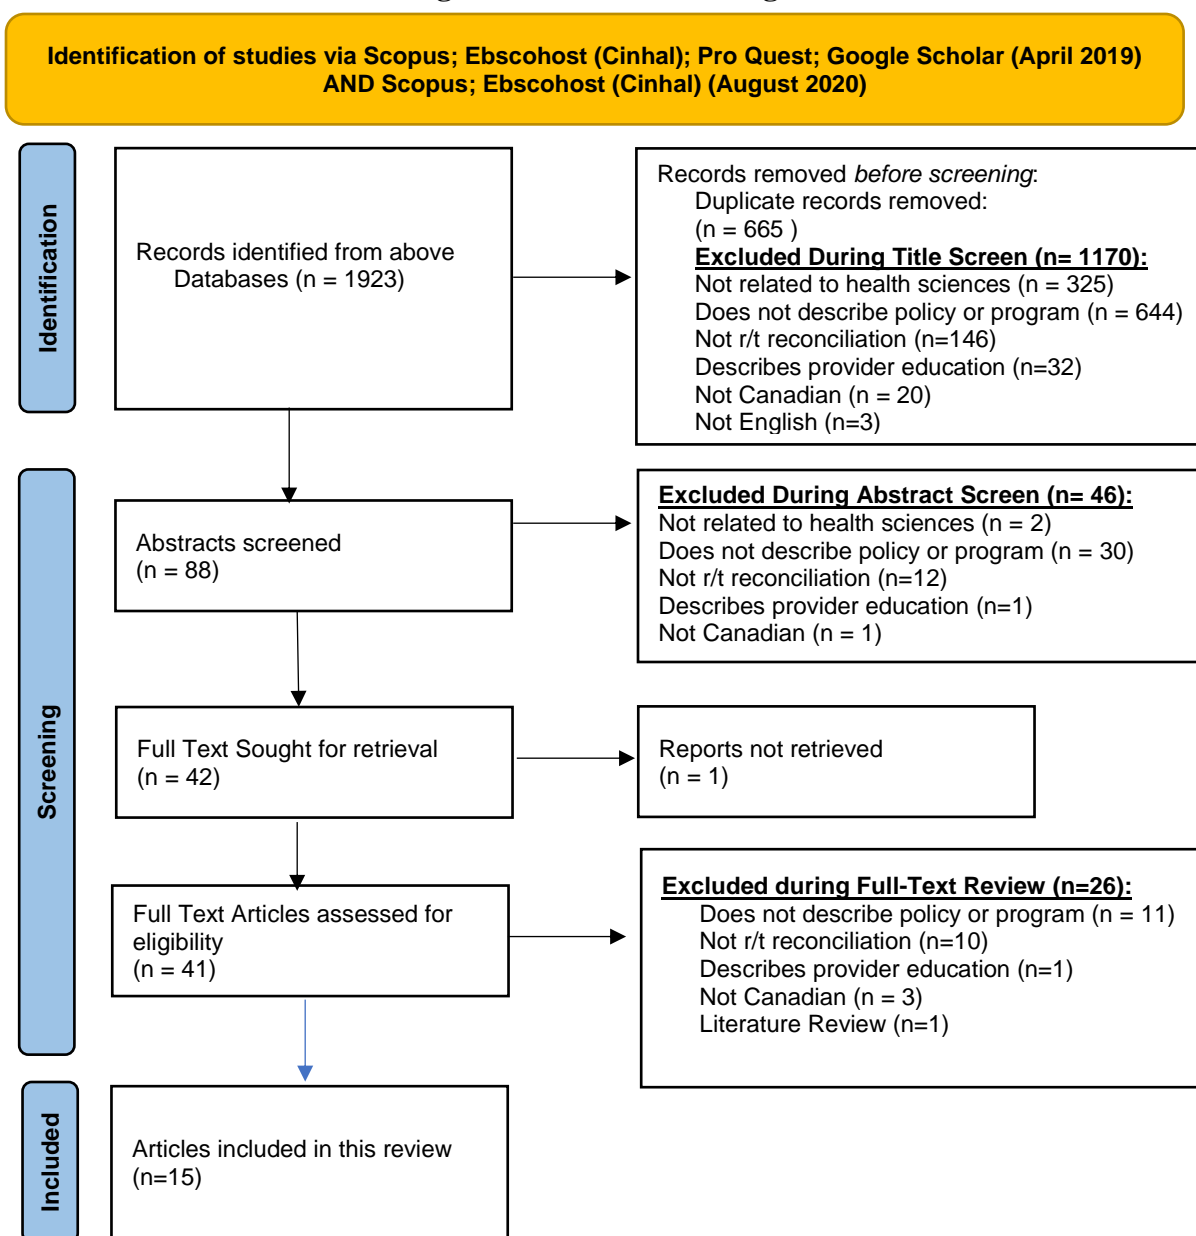 Identification of studies via Scopus; Ebscohost (Cinhal); Pro Quest; Google Scholar (April 2019)
AND Scopus; Ebscohost (Cinhal) (August 2020)
Identification
Records identified from above
Databases (n = 1923)
Records removed before screening:
Duplicate records removed:
(n = 665 )
Excluded During Title Screen (n= 1170):
Not related to health sciences (n = 325)
Does not describe policy or program (n = 644)
Not r/t reconciliation (n=146)
Describes provider education (n=32)
Not Canadian (n = 20)
Not English (n=3)
Screening
Abstracts screened
(n = 88)
Excluded During Abstract Screen (n= 46):
Not related to health sciences (n = 2)
Does not describe policy or program (n = 30)
Not r/t reconciliation (n=12)
Describes provider education (n=1)
Not Canadian (n = 1)
Full Text Sought for retrieval
(n = 42)
Reports not retrieved
(n = 1)
Full Text Articles assessed for
eligibility
(n = 41)
Excluded during Full-Text Review (n=26):
Does not describe policy or program (n = 11)
Not r/t reconciliation (n=10)
Describes provider education (n=1)
Not Canadian (n = 3)
Literature Review (n=1)
Included
Articles included in this review
(n=15)